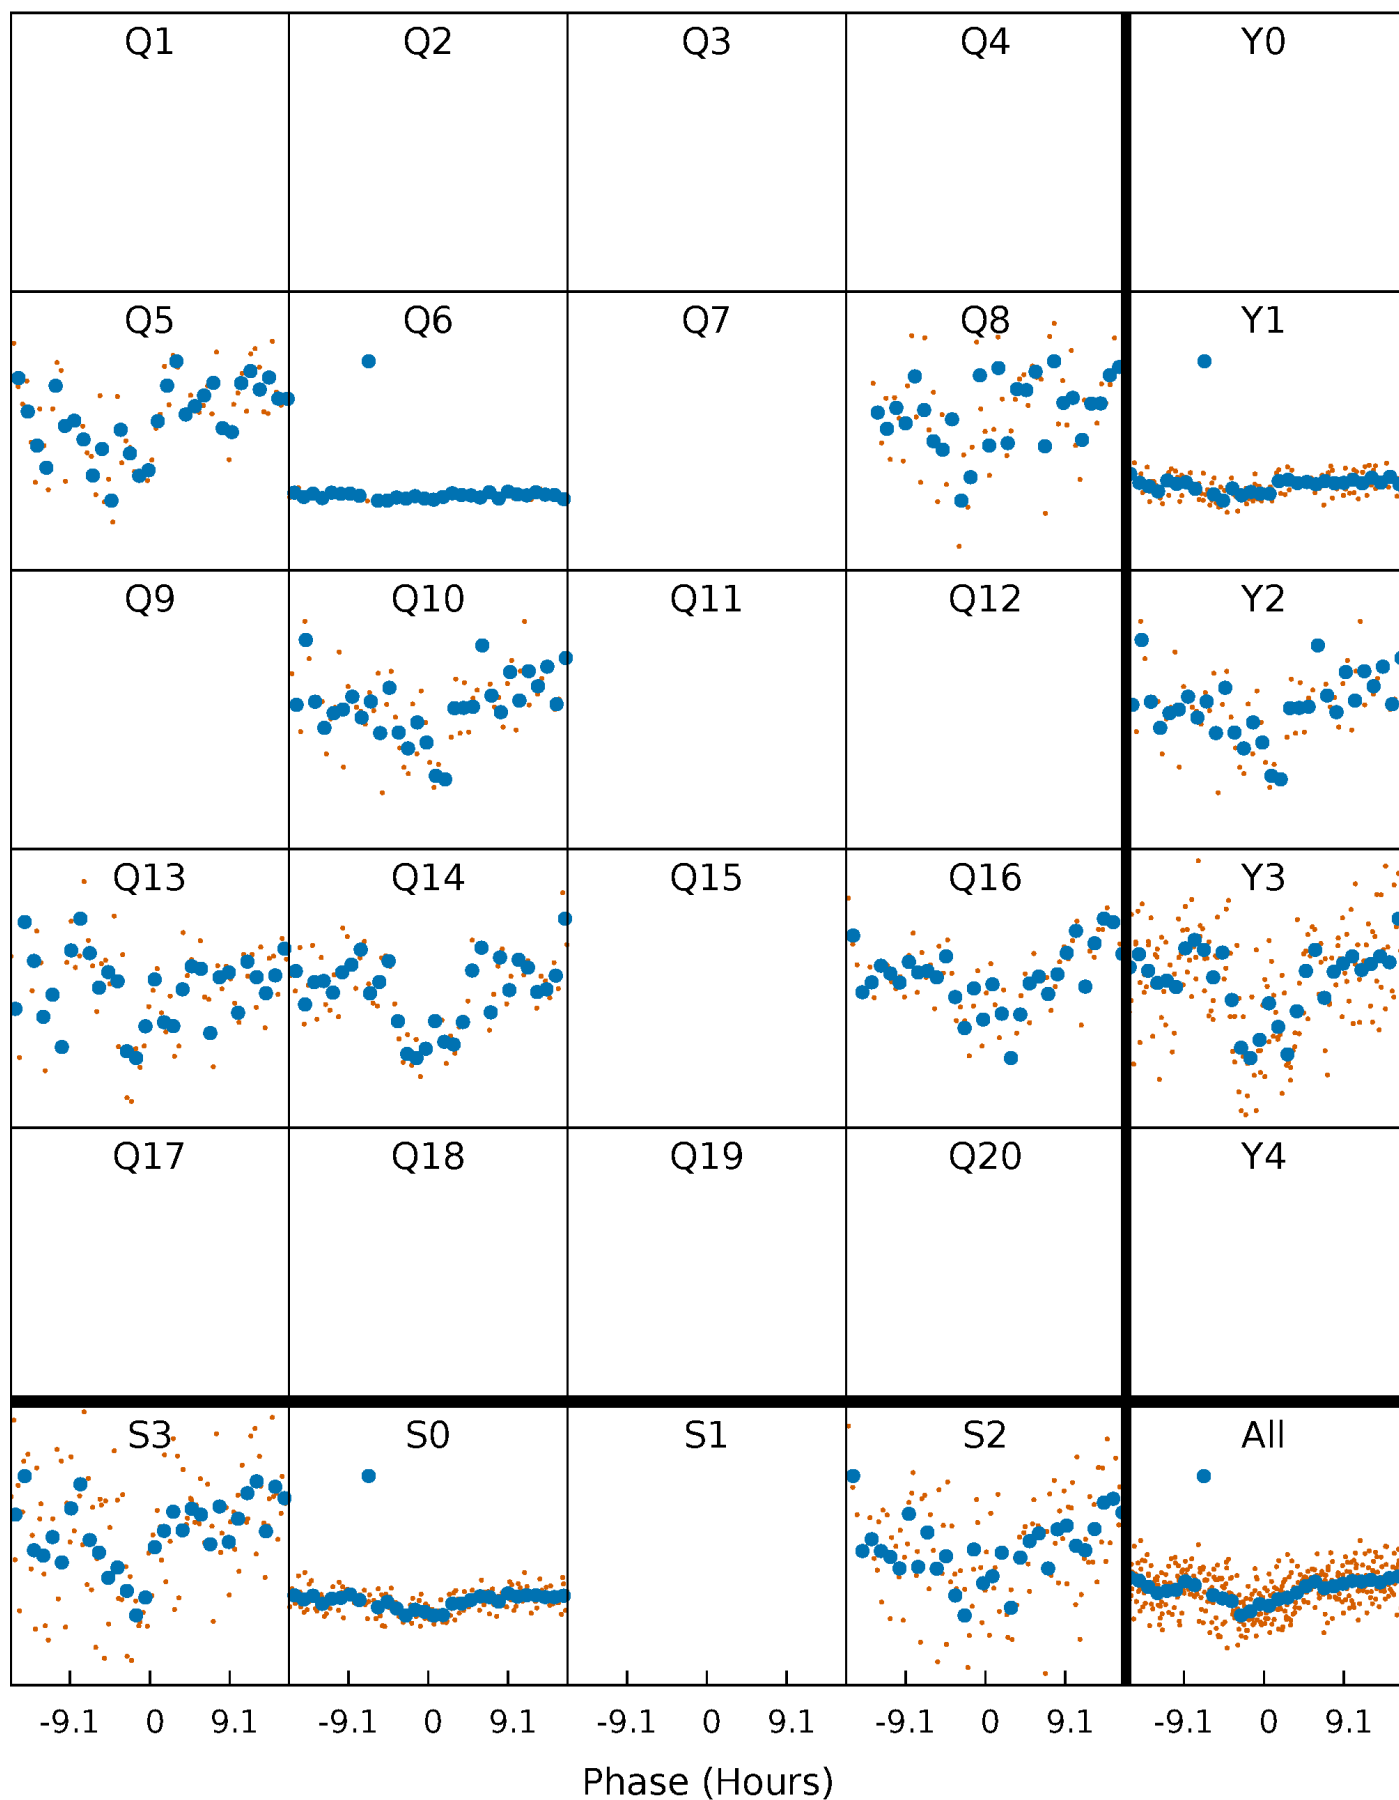 Q1 Q2 Q3 Q4 Y0
Q5 Q6 Q7 Q8 Y1
Q9 Q10 Q11 Q12 Y2
Q13 Q14 Q15 Q16 Y3
Q17 Q18 Q19 Q20 Y4
S3 S0 S1 S2 All
-9.1 0 9.1 -9.1 0 9.1 -9.1 0 9.1 -9.1 0 9.1 -9.1 0 9.1
Phase (Hours)